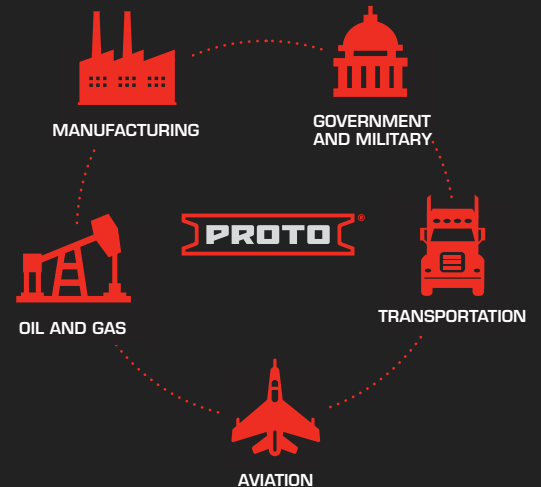 MANUFACTURING
GOVERNMENT
AND MILITARY
PROTO®
TRANSPORTATION
OIL AND GAS
AVIATION